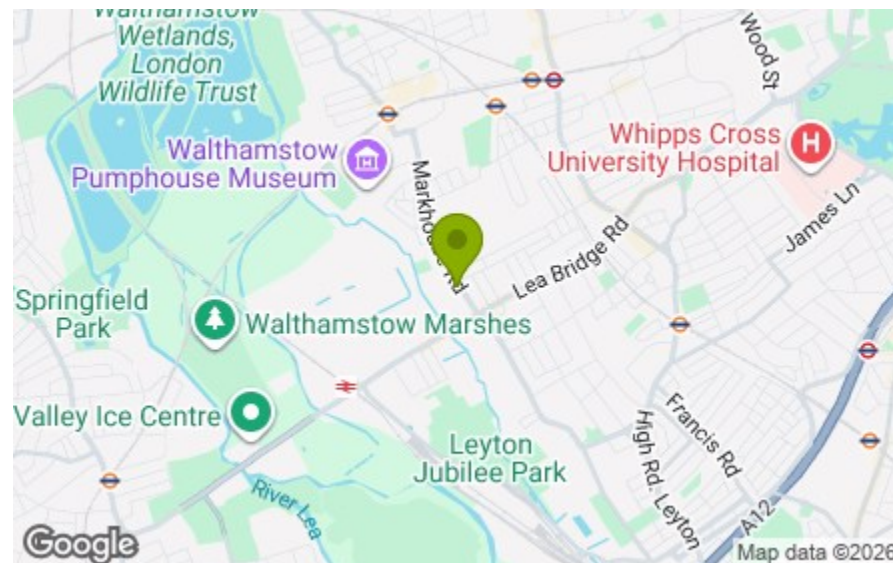 Walthamstow
Wetlands,
London
Wildlife Trust
Wood St
Walthamstow
Pumphouse Museum
Whipps Cross
University Hospital
H
Markhouse Rd
James Ln
Lea Bridge Rd
Springfield
Park
Walthamstow Marshes
Valley Ice Centre
Leyton
Jubilee Park
High Rd. Leyton
Francis Rd
River Lea
A12
Google
Map data ©2026